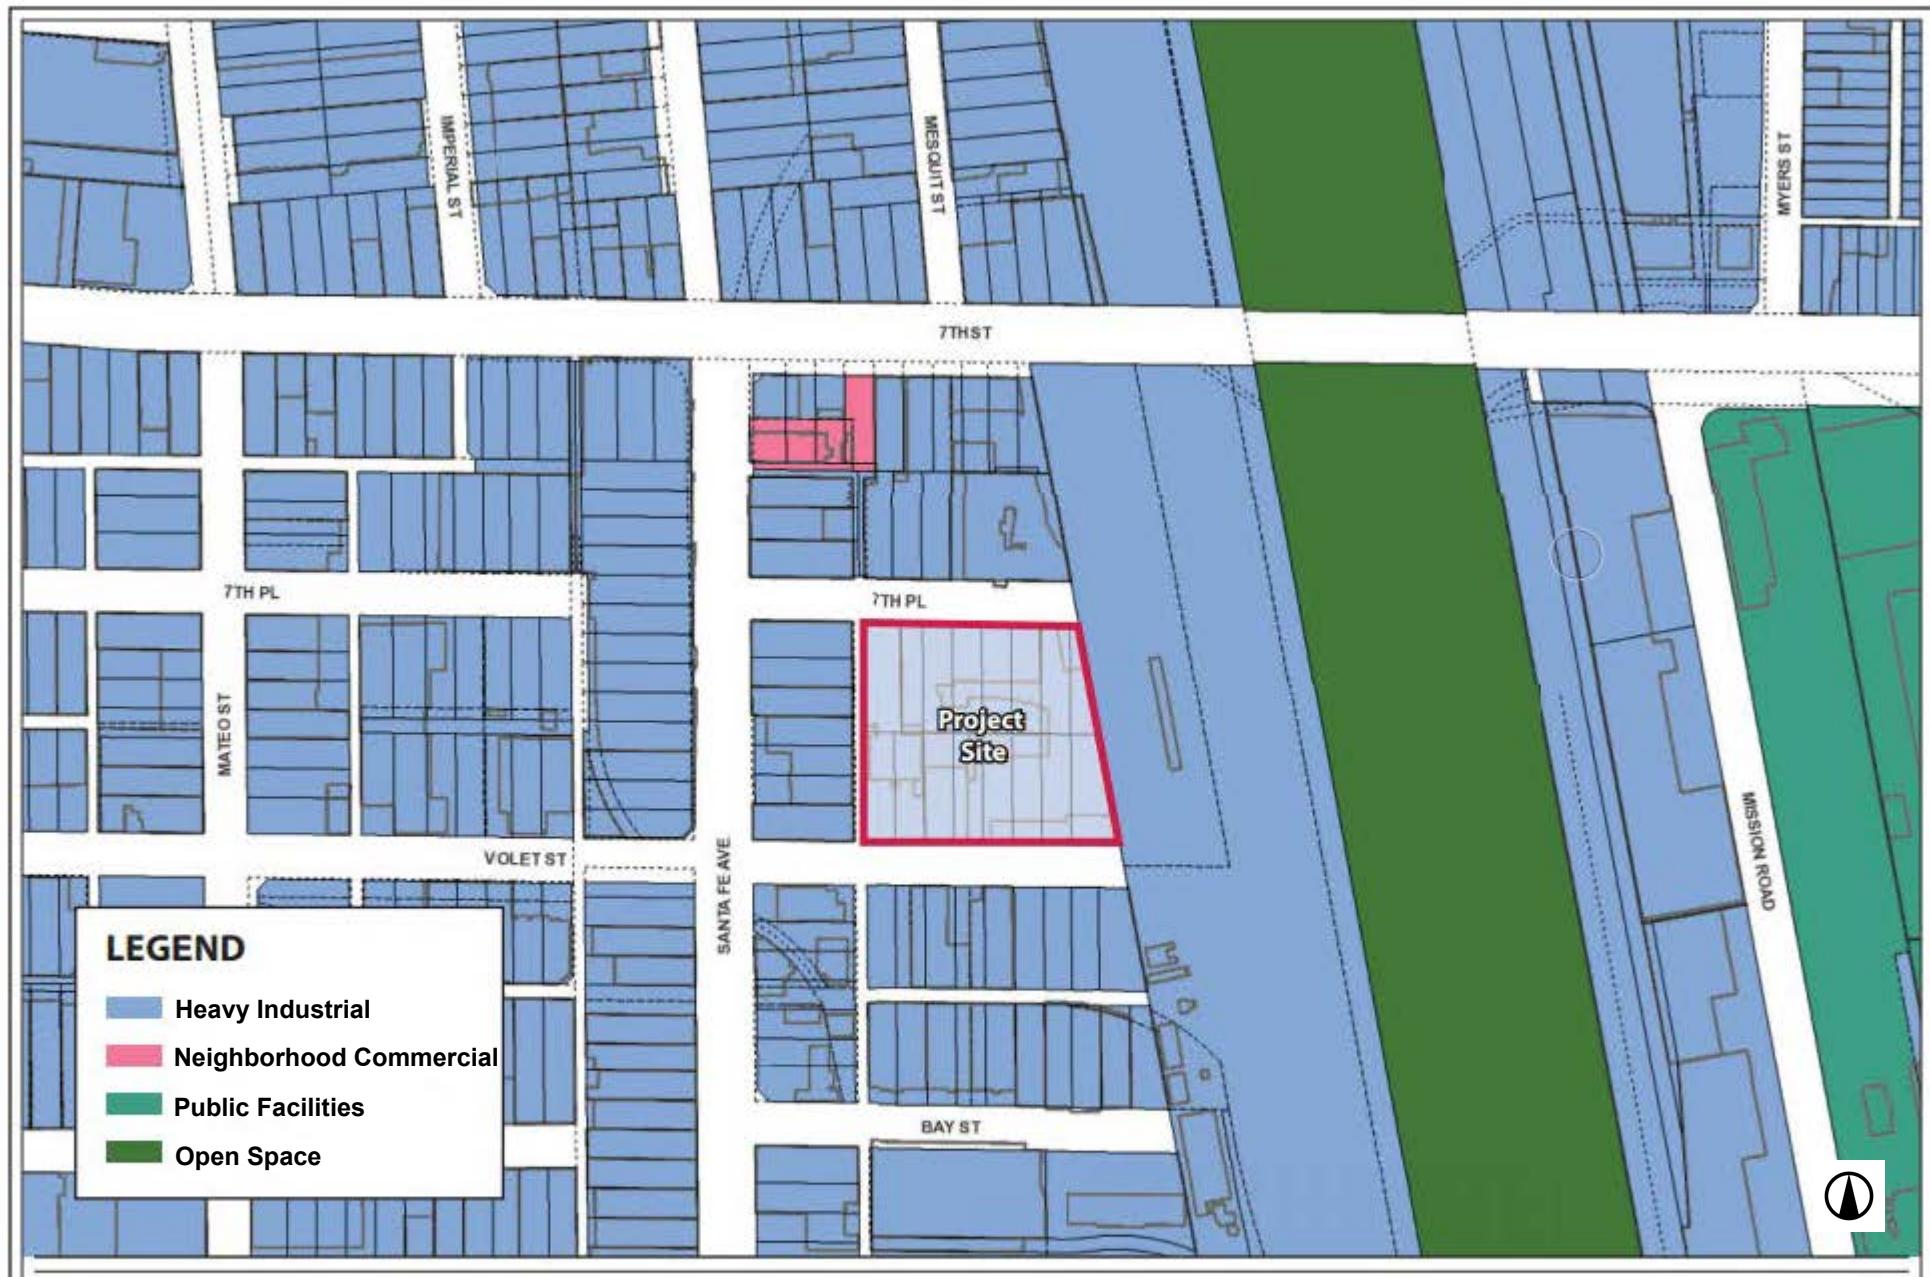 IMPERIAL ST
MESQUIT ST
MYERS ST
7TH ST
7TH PL
7TH PL
MATEO ST
Project
Site
VOLET ST
SANTA FE AVE
MISSION ROAD
BAY ST
LEGEND
Heavy Industrial
Neighborhood Commercial
Public Facilities
Open Space